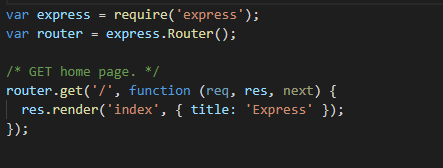 var express = require('express');
var router = express.Router();
/* GET home page. */
router.get('/', function (req, res, next) {
res.render('index', { title: 'Express' });
});